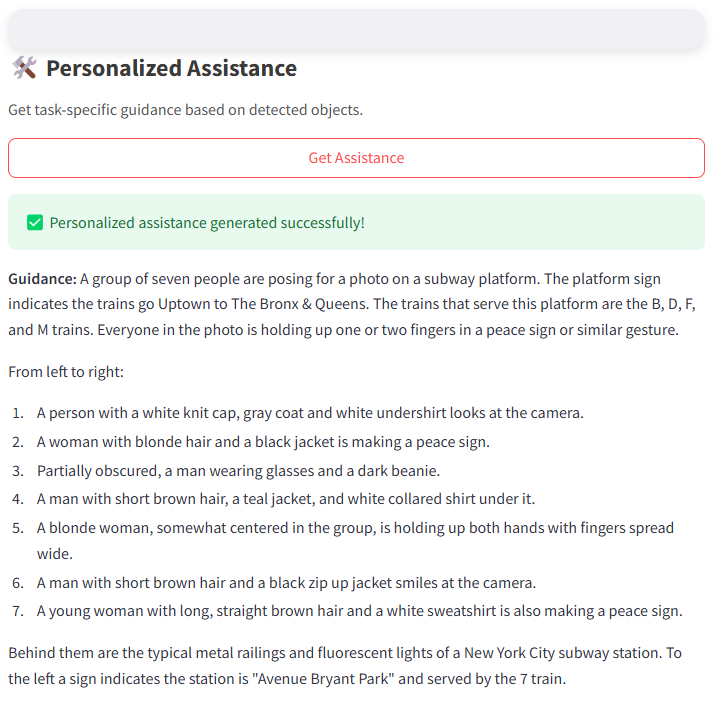 Personalized Assistance
Get task-specific guidance based on detected objects.
Get Assistance
Personalized assistance generated successfully!
Guidance: A group of seven people are posing for a photo on a subway platform. The platform sign
indicates the trains go Uptown to The Bronx & Queens. The trains that serve this platform are the B, D, F,
and M trains. Everyone in the photo is holding up one or two fingers in a peace sign or similar gesture.
From left to right:
1. A person with a white knit cap, gray coat and white undershirt looks at the camera.
2. A woman with blonde hair and a black jacket is making a peace sign.
3. Partially obscured, a man wearing glasses and a dark beanie.
4. A man with short brown hair, a teal jacket, and white collared shirt under it.
5. A blonde woman, somewhat centered in the group, is holding up both hands with fingers spread
wide.
6. A man with short brown hair and a black zip up jacket smiles at the camera.
7. A young woman with long, straight brown hair and a white sweatshirt is also making a peace sign.
Behind them are the typical metal railings and fluorescent lights of a New York City subway station. To
the left a sign indicates the station is "Avenue Bryant Park" and served by the 7 train.